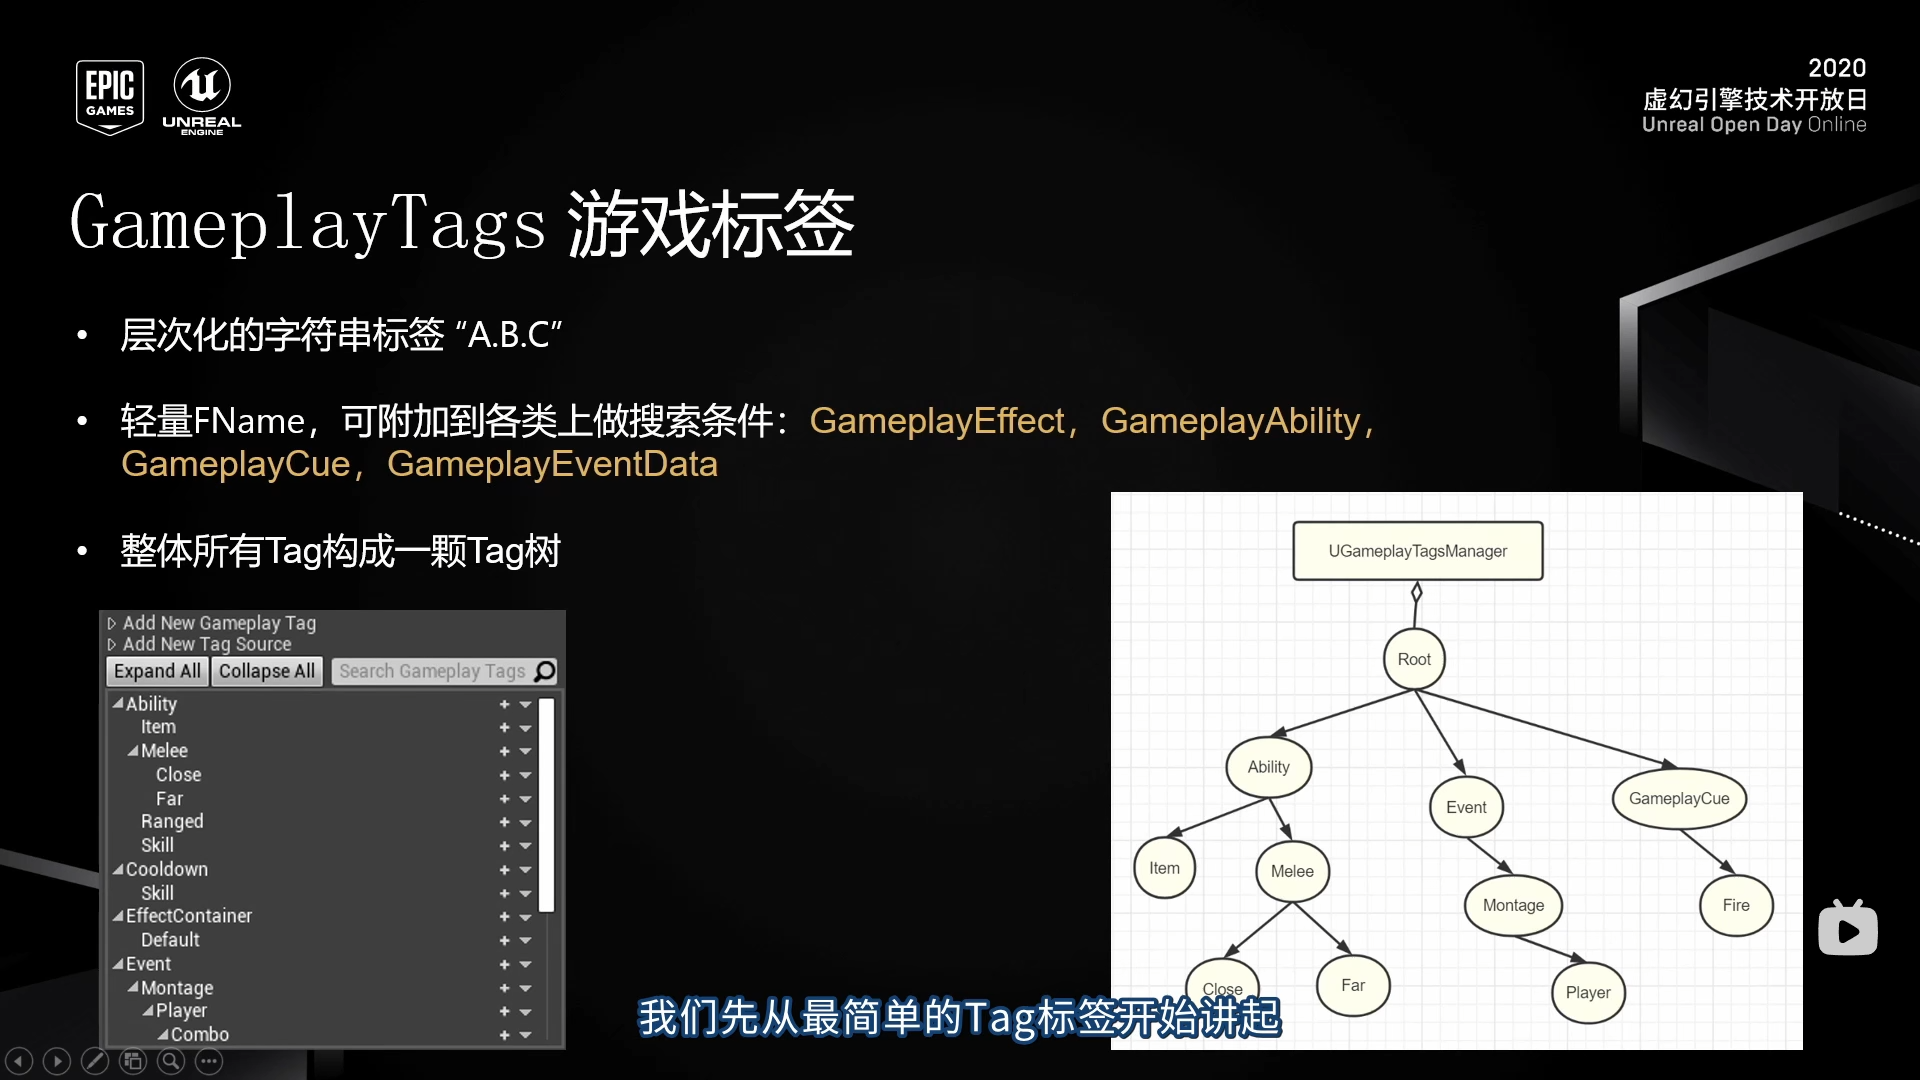 EPIC
GAMES
UNREAL
ENGINE
2020
虚幻引擎技术开放日
Unreal Open Day Online
GameplayTags 游戏标签
• 层次化的字符串标签 “A.B.C”
• 轻量FName，可附加到各类上做搜索条件：GameplayEffect，GameplayAbility，
GameplayCue，GameplayEventData
• 整体所有Tag构成一颗Tag树
Add New Gameplay Tag
Add New Tag Source
Expand All Collapse All Search Gameplay Tags
Ability
Item
Melee
Close
Far
Ranged
Skill
Cooldown
Skill
EffectContainer
Default
Event
Montage
Player
Combo
UGameplayTagsManager
Root
Ability
Event
GameplayCue
Item
Melee
Montage
Fire
Close
Far
Player
我们先从最简单的Tag标签开始讲起